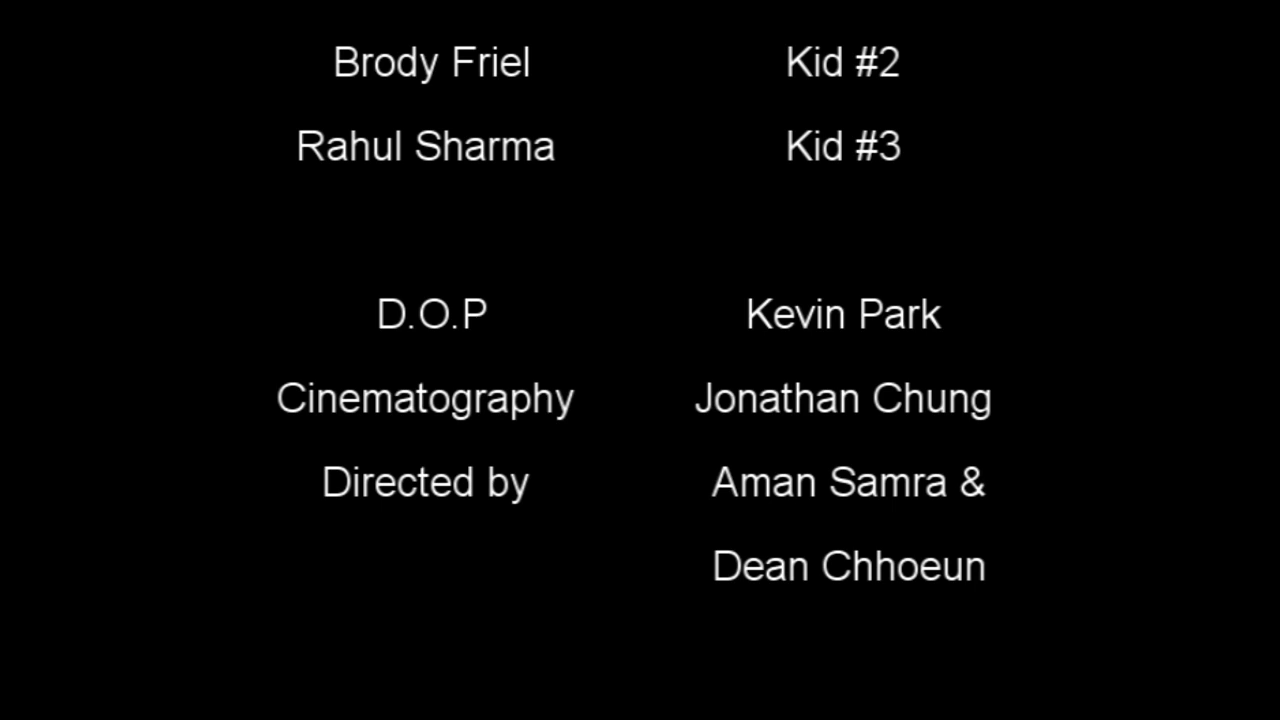 Brody Friel Kid #2
Rahul Sharma Kid #3
D.O.P Kevin Park
Cinematography Jonathan Chung
Directed by Aman Samra &
Dean Chhoeun